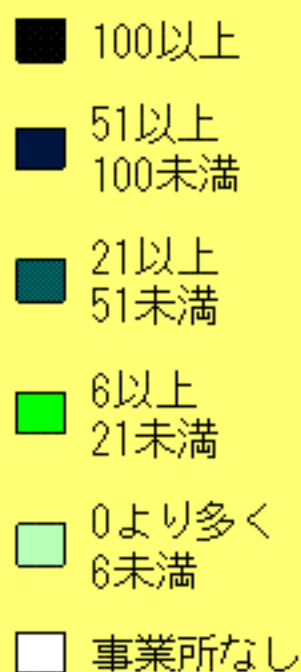 100以上
51以上
100未満
21以上
51未満
6以上
21未満
0より多く
6未満
事業所なし